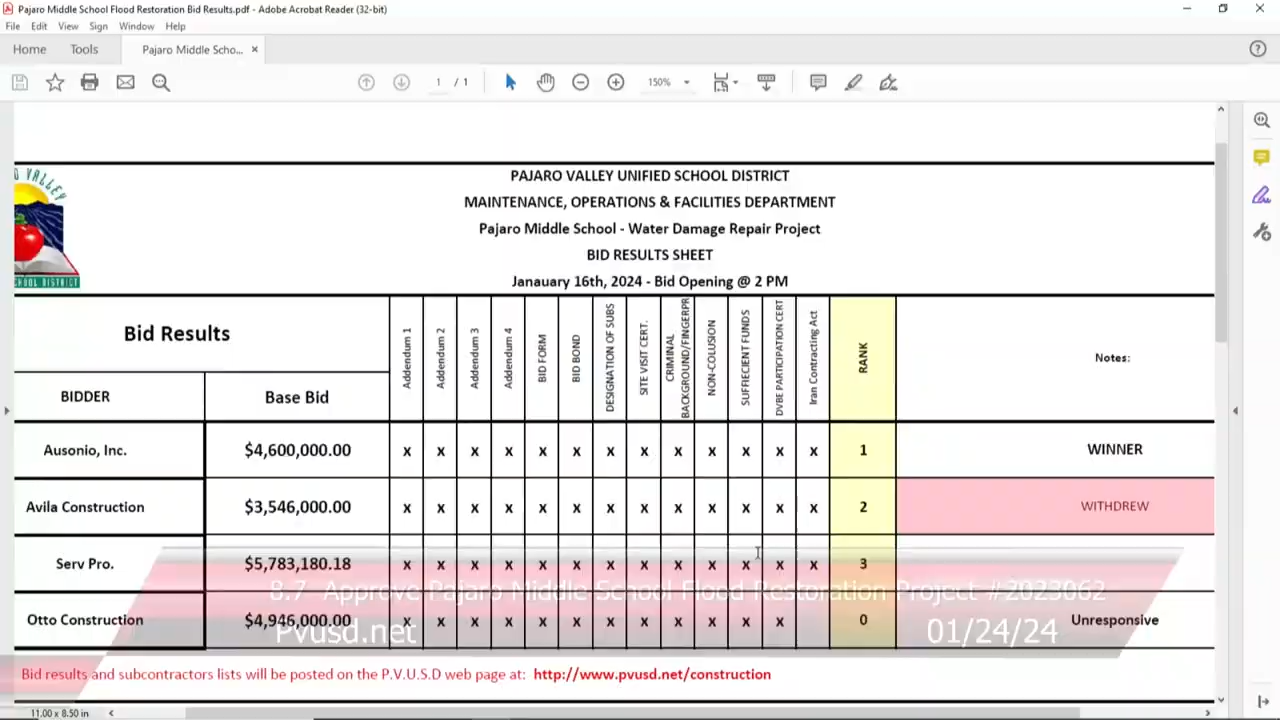 Pajaro Middle School Flood Restoration Bid Results.pdf - Adobe Acrobat Reader (32-bit)
File Edit View Sign Window Help
Home Tools Pajaro Middle Scho... ×
1 / 1 150%
VALLEY
SCHOOL DISTRICT
PAJARO VALLEY UNIFIED SCHOOL DISTRICT
MAINTENANCE, OPERATIONS & FACILITIES DEPARTMENT
Pajaro Middle School - Water Damage Repair Project
BID RESULTS SHEET
Janauary 16th, 2024 - Bid Opening @ 2 PM
Bid Results
BIDDER
Base Bid
Addendum 1
Addendum 2
Addendum 3
Addendum 4
BID FORM
BID BOND
DESIGNATION OF SUBS
SITE VISIT CERT.
CRIMINAL
BACKGROUND/FINGERPR
NON-COLUSION
SUFFRECIENT FUNDS
DVBE PARTICIPATION CERT
Iran Contracting Act
RANK
Notes:
Ausonio, Inc. $4,600,000.00 x x x x x x x x x x x x x 1 WINNER
Avila Construction $3,546,000.00 x x x x x x x x x x x x x 2 WITHDREW
Serv Pro. $5,783,180.18 x x x x x x x x x x x x x 3
8.7 Approve Pajaro Middle School Flood Restoration Project #2023062
Otto Construction $4,946,000.00 x x x x x x x x x x x x 0 Unresponsive
Pvusd.net 01/24/24
Bid results and subcontractors lists will be posted on the P.V.U.S.D web page at: http://www.pvusd.net/construction
11.00 x 8.50 in